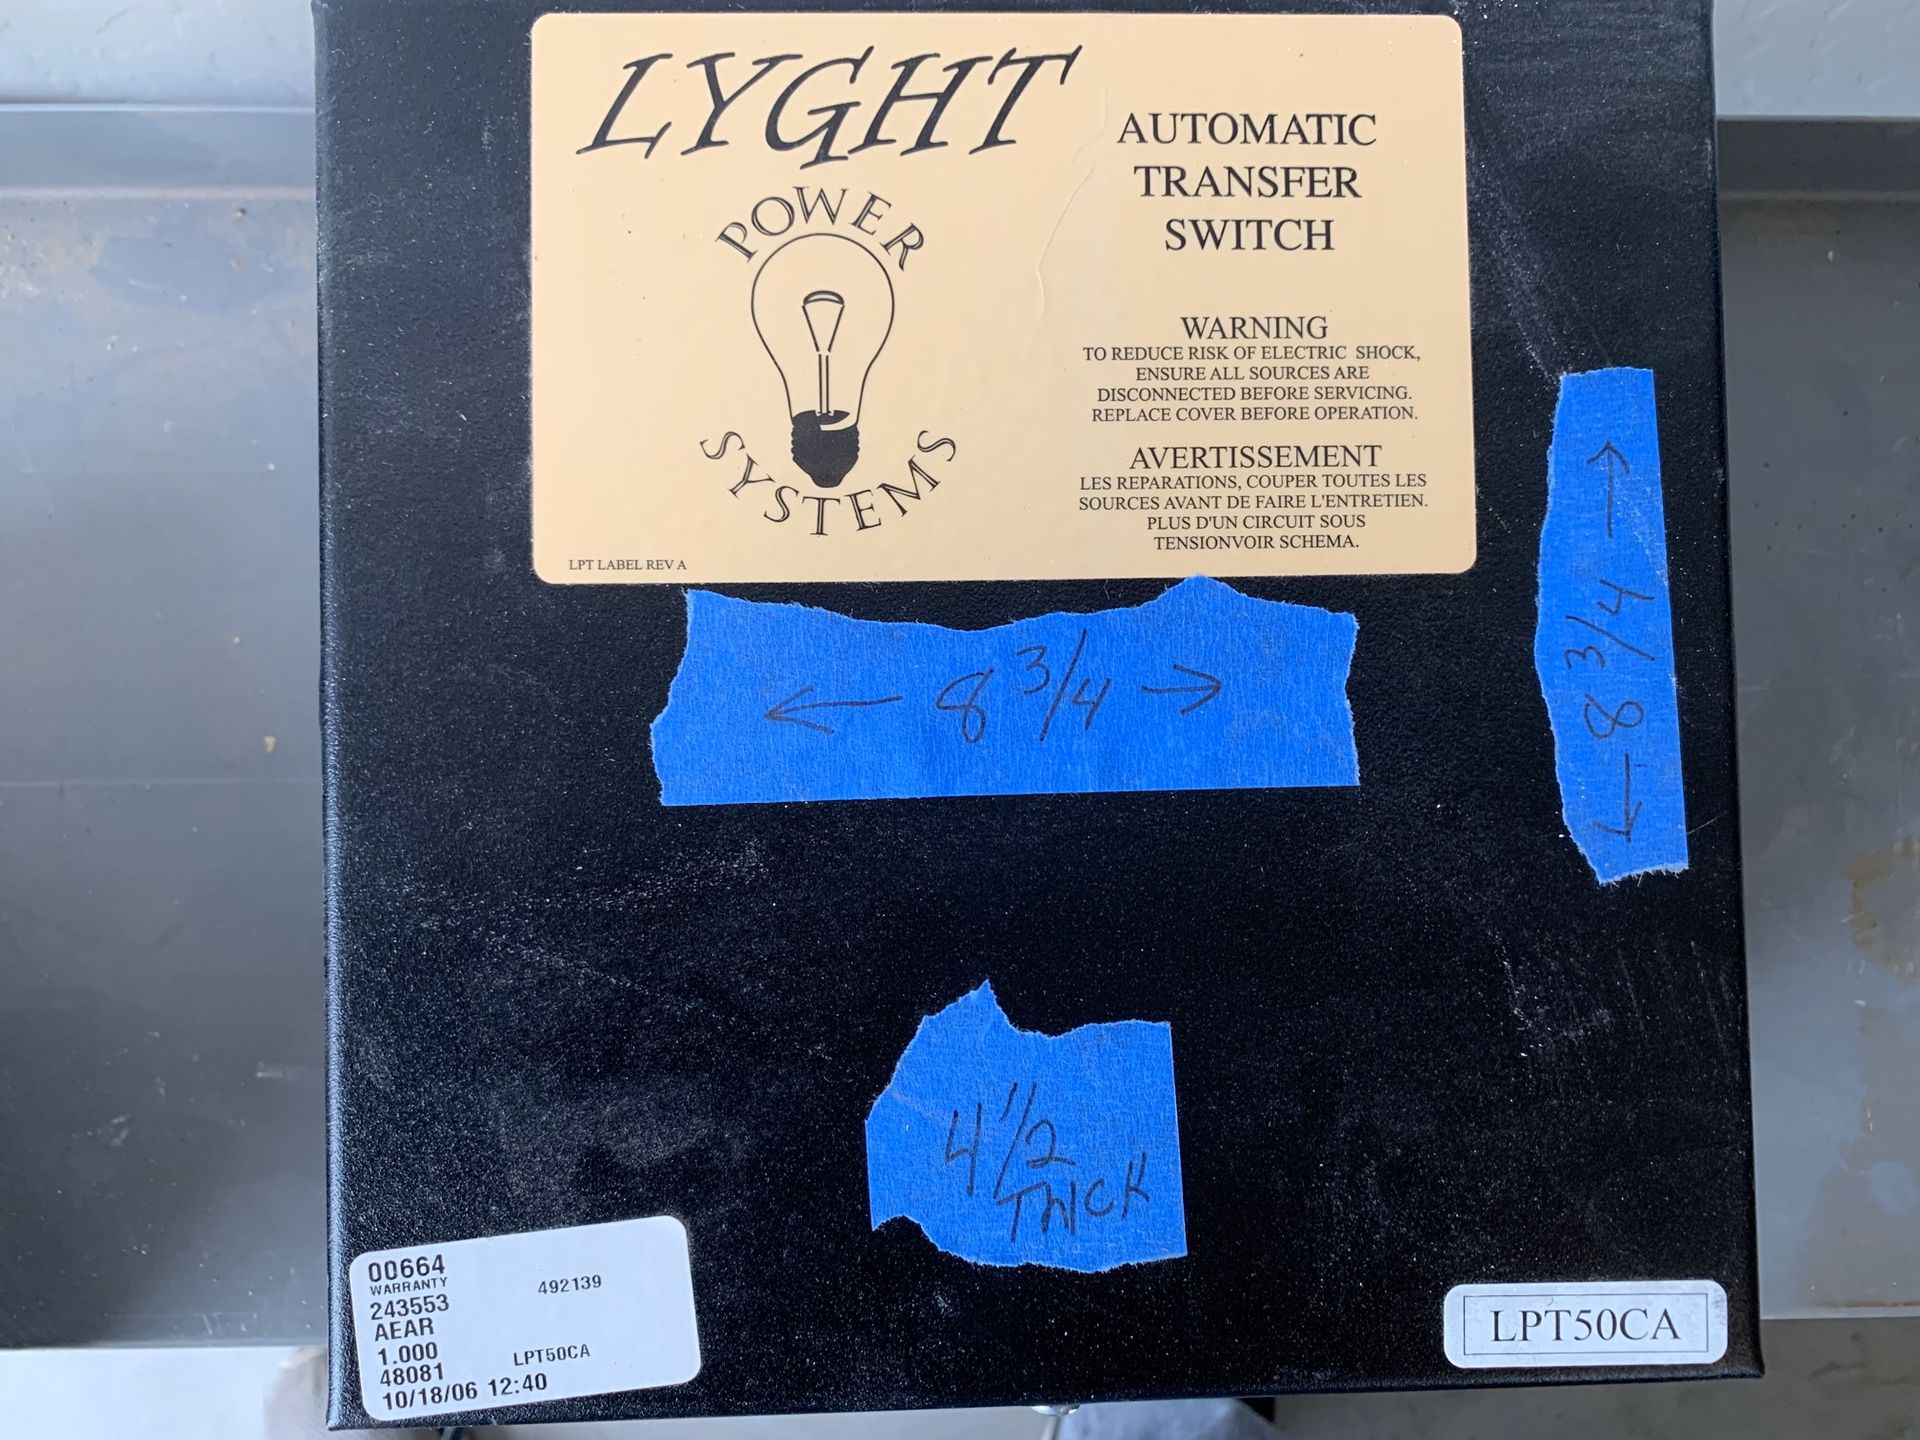 LYGHT
POWER
SYSTEMS
LPT LABEL REV A
AUTOMATIC
TRANSFER
SWITCH
WARNING
TO REDUCE RISK OF ELECTRIC SHOCK,
ENSURE ALL SOURCES ARE
DISCONNECTED BEFORE SERVICING.
REPLACE COVER BEFORE OPERATION.
AVERTISSEMENT
LES REPARATIONS, COUPER TOUTES LES
SOURCES AVANT DE FAIRE L'ENTRETIEN.
PLUS D'UN CIRCUIT SOUS
TENSIONVOIR SCHEMA.
← 8 3/4 →
← 8 3/4 →
4 1/2
THICK
00664
WARRANTY 492139
243553
AEAR
1.000 LPT50CA
48081
10/18/06 12:40
LPT50CA